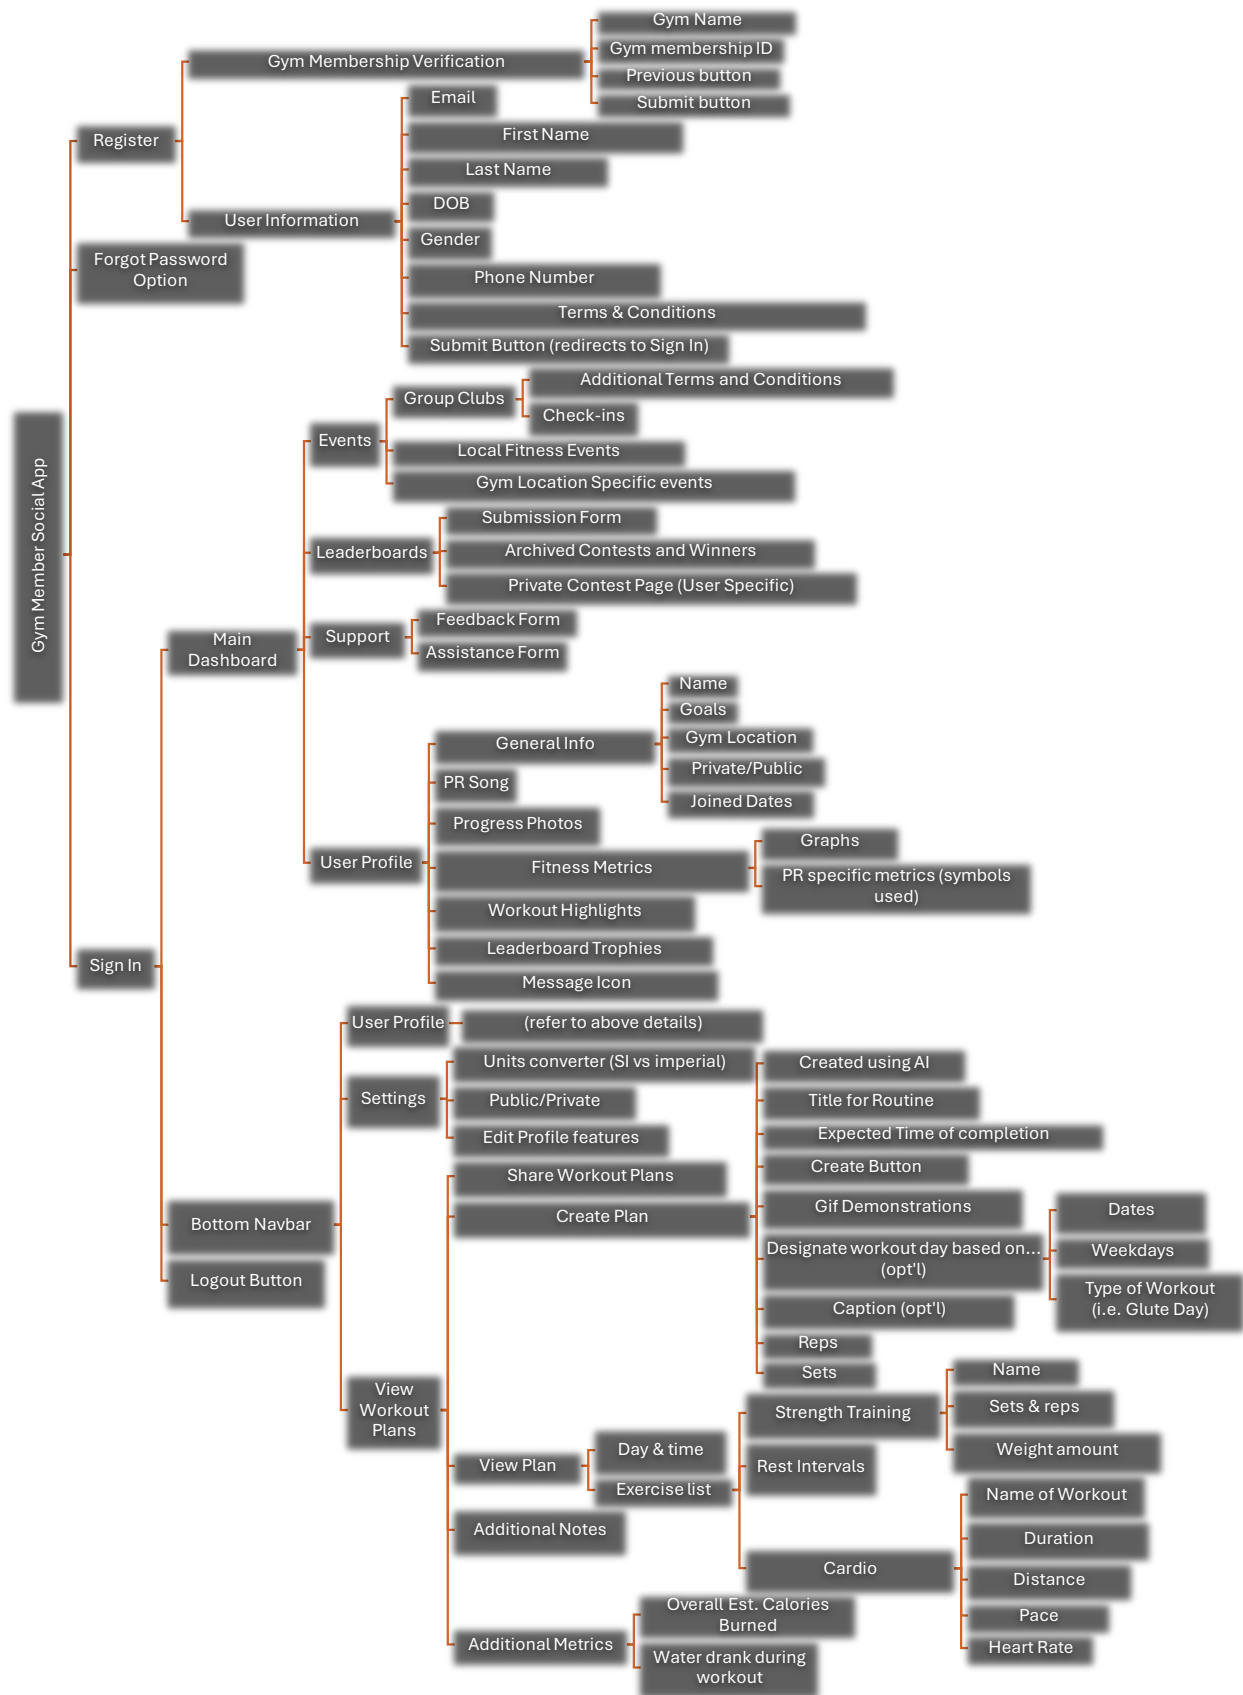 Gym Member Social App
Register
Gym Membership Verification
Gym Name
Gym membership ID
Previous button
Submit button
User Information
Email
First Name
Last Name
DOB
Gender
Phone Number
Terms & Conditions
Submit Button (redirects to Sign In)
Forgot Password
Option
Sign In
Main
Dashboard
Events
Group Clubs
Additional Terms and Conditions
Check-ins
Local Fitness Events
Gym Location Specific events
Leaderboards
Submission Form
Archived Contests and Winners
Private Contest Page (User Specific)
Support
Feedback Form
Assistance Form
User Profile
General Info
Name
Goals
Gym Location
Private/Public
Joined Dates
PR Song
Progress Photos
Fitness Metrics
Graphs
PR specific metrics (symbols
used)
Workout Highlights
Leaderboard Trophies
Message Icon
Bottom Navbar
User Profile
(refer to above details)
Settings
Units converter (SI vs imperial)
Public/Private
Edit Profile features
View
Workout
Plans
Share Workout Plans
Create Plan
Created using AI
Title for Routine
Expected Time of completion
Create Button
Gif Demonstrations
Designate workout day based on...
(opt'l)
Dates
Weekdays
Type of Workout
(i.e. Glute Day)
Caption (opt'l)
Reps
Sets
View Plan
Day & time
Exercise list
Strength Training
Name
Sets & reps
Weight amount
Rest Intervals
Cardio
Name of Workout
Duration
Distance
Pace
Heart Rate
Additional Notes
Additional Metrics
Overall Est. Calories
Burned
Water drank during
workout
Logout Button